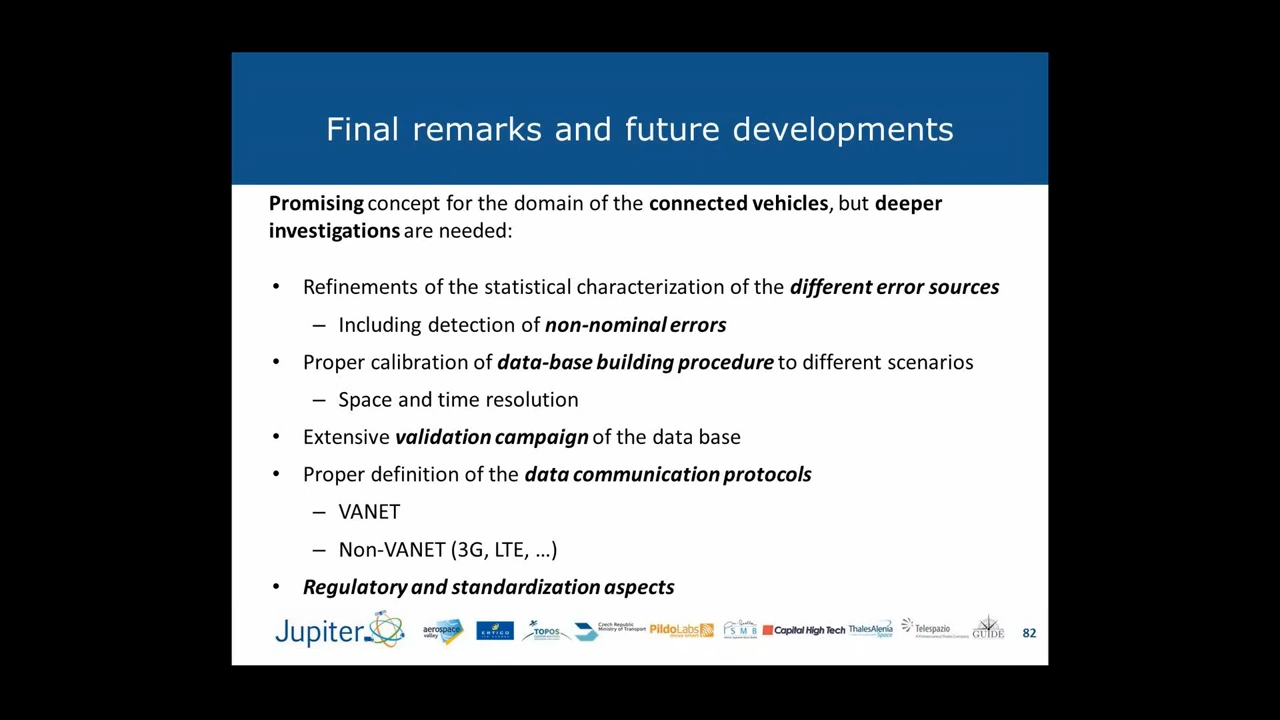 Final remarks and future developments
Promising concept for the domain of the connected vehicles, but deeper
investigations are needed:
• Refinements of the statistical characterization of the different error sources
– Including detection of non-nominal errors
• Proper calibration of data-base building procedure to different scenarios
– Space and time resolution
• Extensive validation campaign of the data base
• Proper definition of the data communication protocols
– VANET
– Non-VANET (3G, LTE, ...)
• Regulatory and standardization aspects
Jupiter
aerospace
valley
ERTICO
TOPOS
Czech Republic
Ministry of Transport
PildoLabs
ISMB
Capital High Tech
ThalesAlenia
Space
Telespazio
GUIDE
82